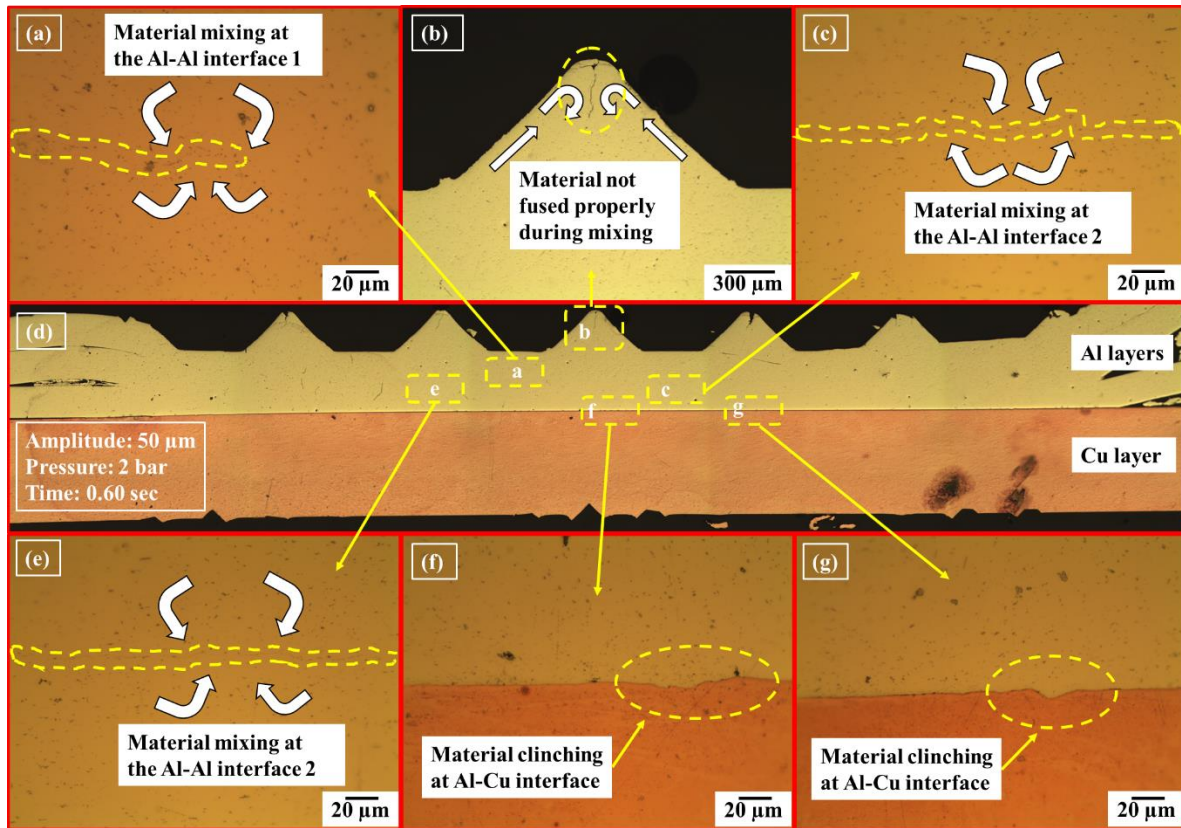 (a)
Material mixing at
the Al-Al interface 1
20 µm
(b)
Material not
fused properly
during mixing
300 µm
(c)
Material mixing at
the Al-Al interface 2
20 µm
(d)
b
a
e
c
f
g
Al layers
Amplitude: 50 µm
Pressure: 2 bar
Time: 0.60 sec
Cu layer
(e)
Material mixing at
the Al-Al interface 2
20 µm
(f)
Material clinching
at Al-Cu interface
20 µm
(g)
Material clinching
at Al-Cu interface
20 µm